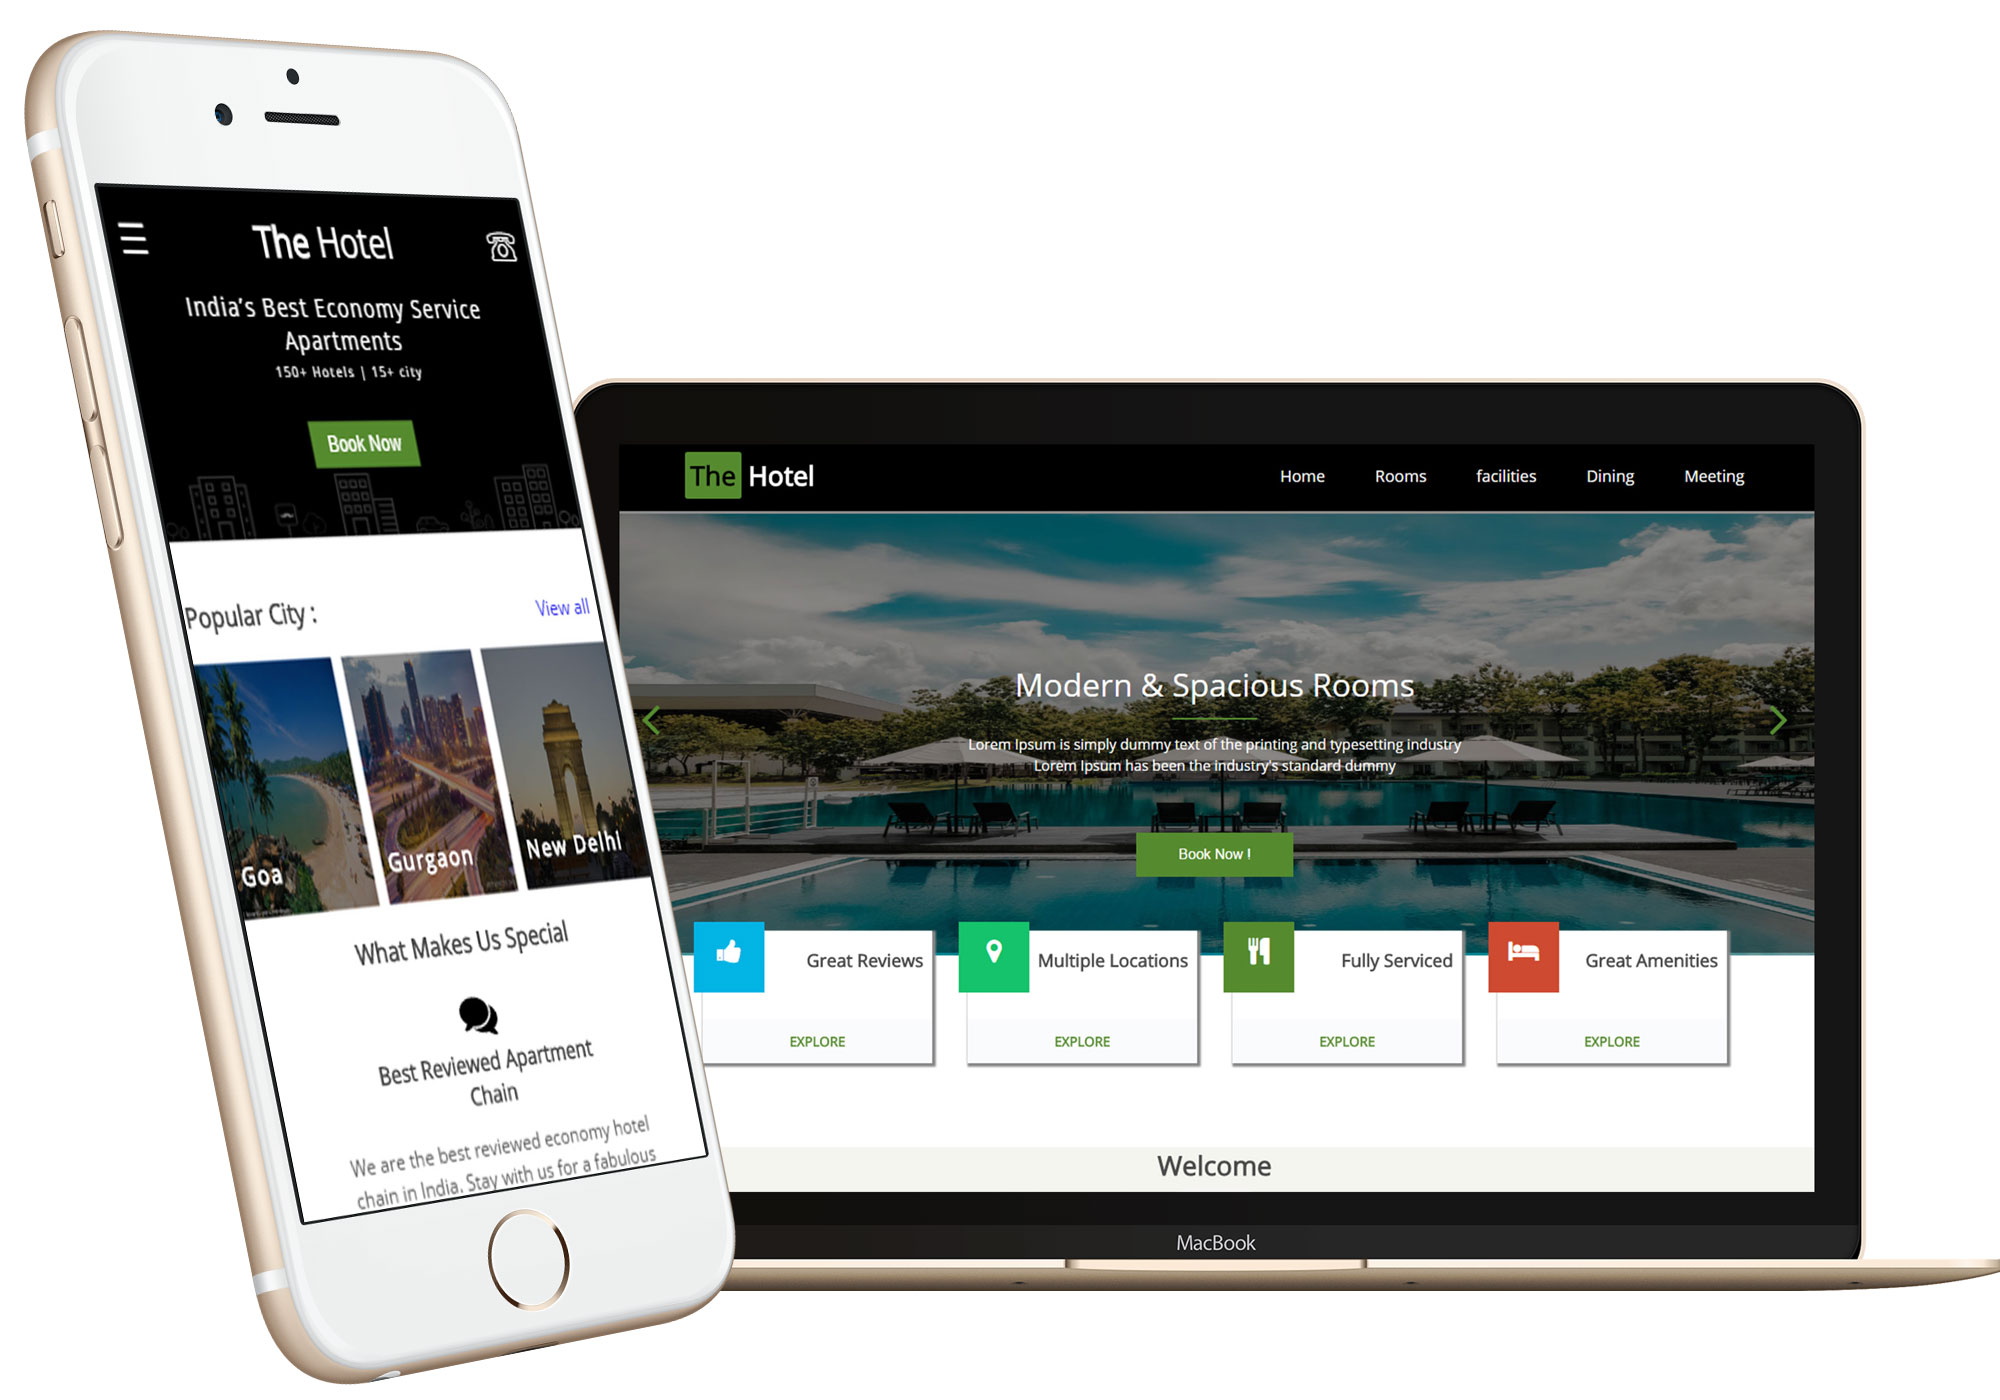 The Hotel
India's Best Economy Service
Apartments
150+ Hotels | 15+ city
Book Now
Popular City :
View all
Goa
Gurgaon
New Delhi
What Makes Us Special
Best Reviewed Apartment
Chain
We are the best reviewed economy hotel
chain in India. Stay with us for a fabulous
The Hotel
Home Rooms facilities Dining Meeting
Modern & Spacious Rooms
Lorem Ipsum is simply dummy text of the printing and typesetting industry
Lorem Ipsum has been the industry's standard dummy
Book Now !
Great Reviews
EXPLORE
Multiple Locations
EXPLORE
Fully Serviced
EXPLORE
Great Amenities
EXPLORE
Welcome
MacBook